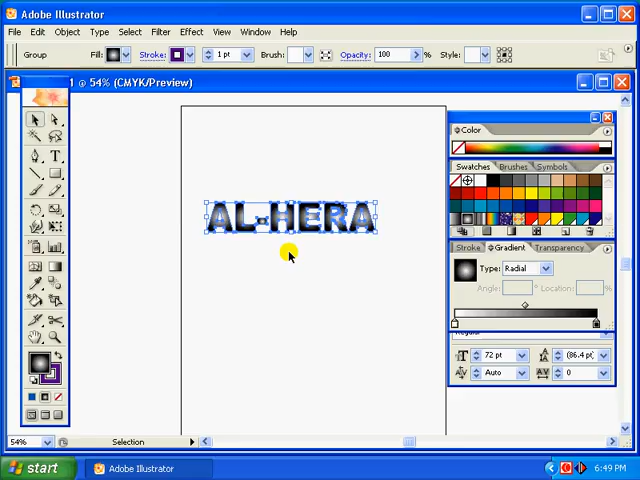 Adobe Illustrator
File Edit Object Type Select Filter Effect View Window Help
Group Fill: Stroke: 1 pt Brush: Opacity: 100 Style:
1 @ 54% (CMYK/Preview)
Color
Swatches Brushes Symbols
AL-HERA
Stroke Gradient Transparency
Type: Radial
Angle: ° Location: %
72 pt (86.4 pt)
Auto 0
54% Selection
start Adobe Illustrator 6:49 PM